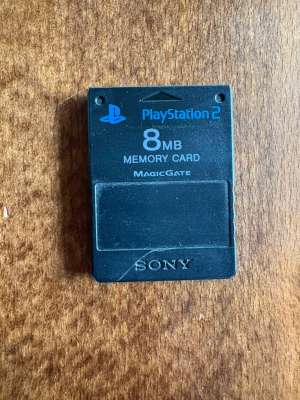 PlayStation 2
8MB
MEMORY CARD
MAGICGATE
SONY